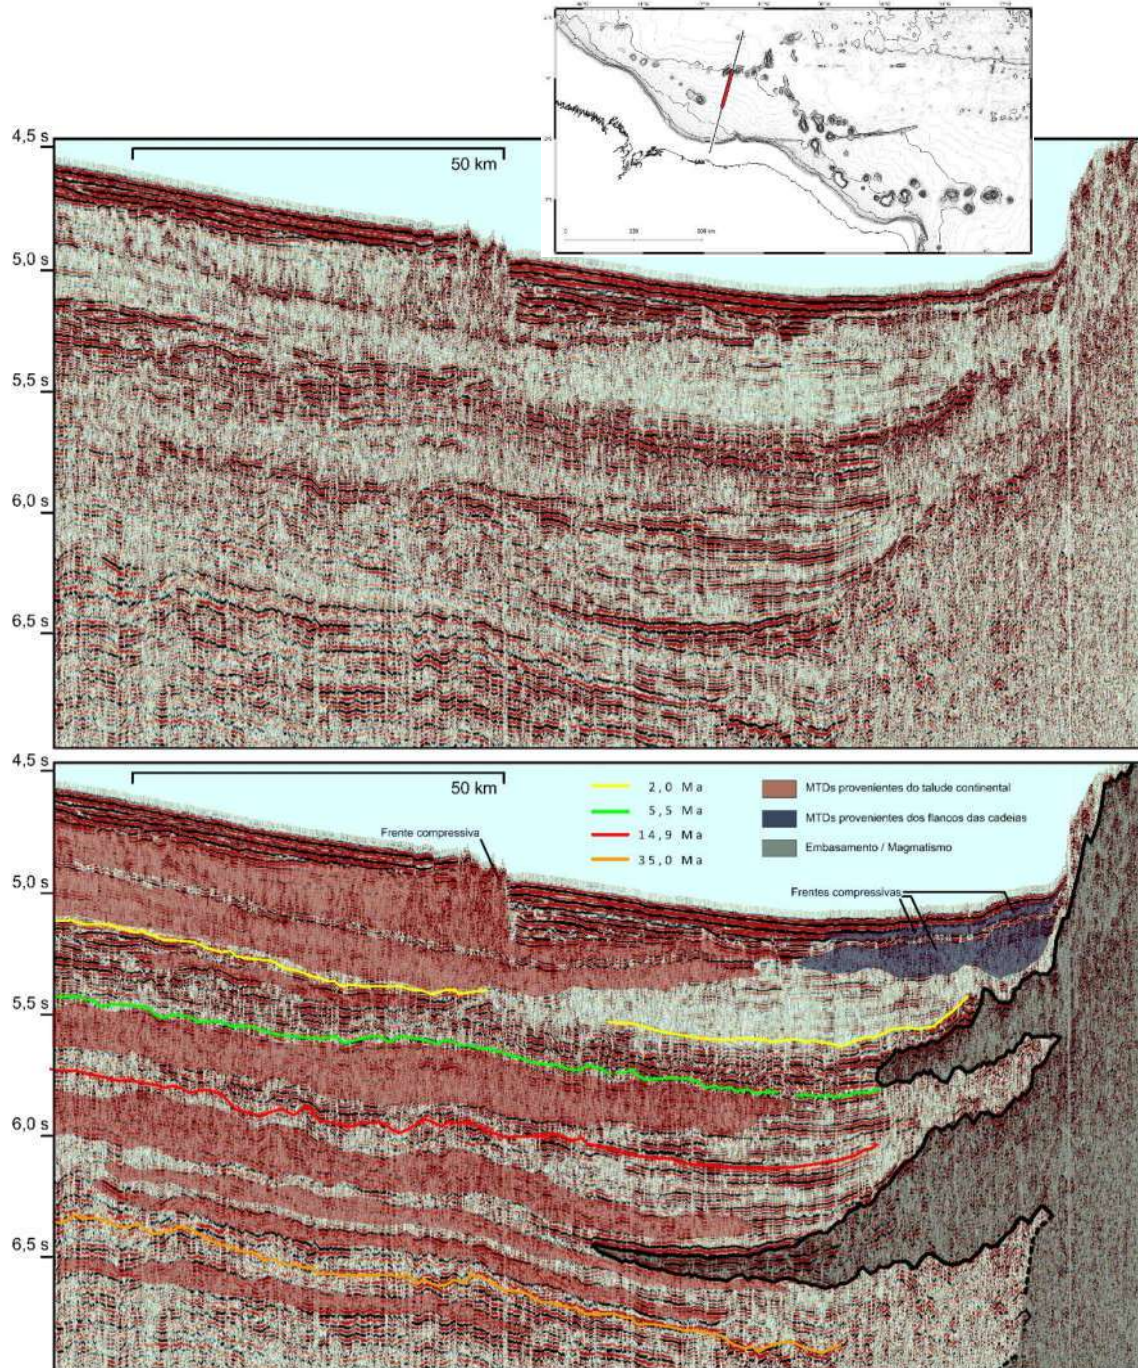 4,5 s
50 km
5,0 s
5,5 s
6,0 s
6,5 s
4,5 s
50 km
2,0 Ma
5,5 Ma
14,9 Ma
35,0 Ma
MTDs provenientes do talude continental
MTDs provenientes dos flancos das cadeias
Embasamento / Magmatismo
Frente compressiva
Frentes compressivas
5,0 s
5,5 s
6,0 s
6,5 s